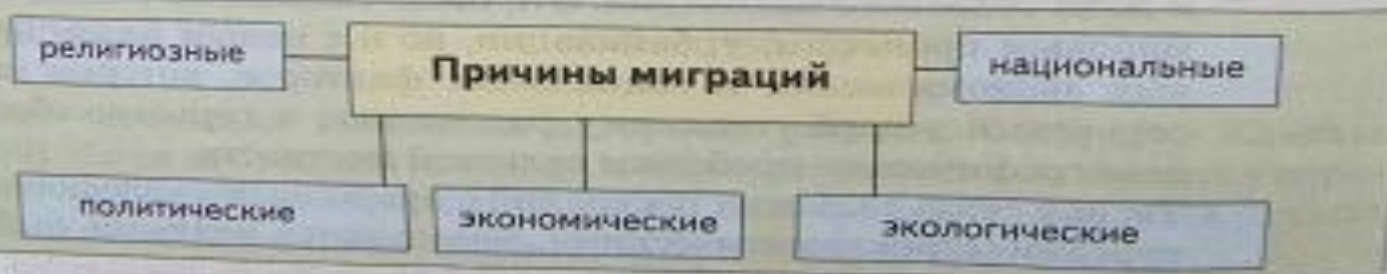 религиозные
Причины миграций
национальные
политические
экономические
экологические